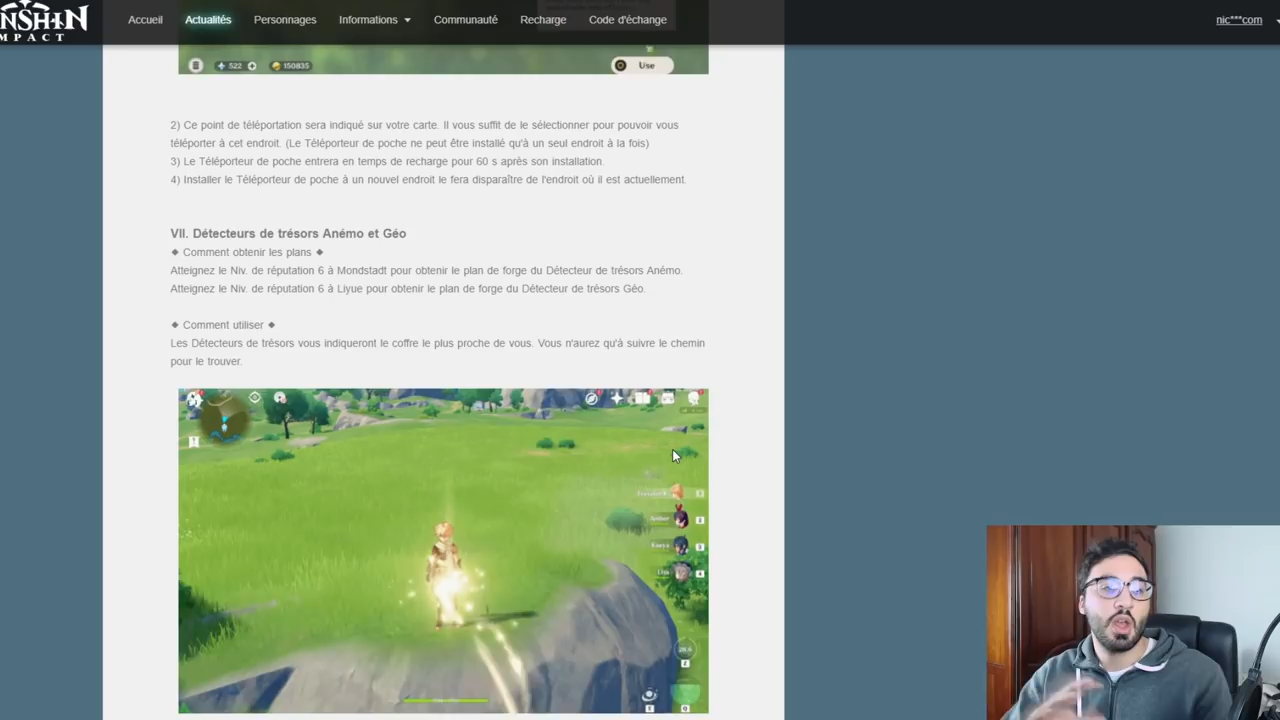 ENSHIN
MPACT
Accueil
Actualités
Personnages
Informations
Communauté
Recharge
Code d'échange
nic***com
522
150835
Use
2) Ce point de téléportation sera indiqué sur votre carte. Il vous suffit de le sélectionner pour pouvoir vous
téléporter à cet endroit. (Le Téléporteur de poche ne peut être installé qu'à un seul endroit à la fois)
3) Le Téléporteur de poche entrera en temps de recharge pour 60 s après son installation.
4) Installer le Téléporteur de poche à un nouvel endroit le fera disparaître de l'endroit où il est actuellement.
VII. Détecteurs de trésors Anémo et Géo
◆ Comment obtenir les plans ◆
Atteignez le Niv. de réputation 6 à Mondstadt pour obtenir le plan de forge du Détecteur de trésors Anémo.
Atteignez le Niv. de réputation 6 à Liyue pour obtenir le plan de forge du Détecteur de trésors Géo.
◆ Comment utiliser ◆
Les Détecteurs de trésors vous indiqueront le coffre le plus proche de vous. Vous n'aurez qu'à suivre le chemin
pour le trouver.
Amber
Kaeya
Lisa